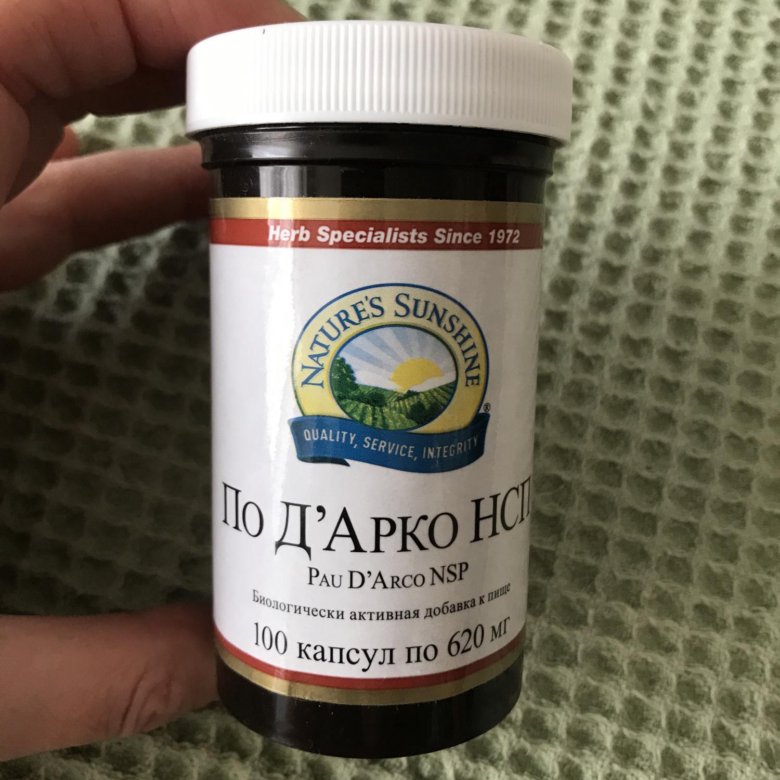 Herb Specialists Since 1972
NATURE'S SUNSHINE
®
QUALITY, SERVICE, INTEGRITY
По Д'Арко НСП
Pau D'Arco NSP
Биологически активная добавка к пище
100 капсул по 620 мг